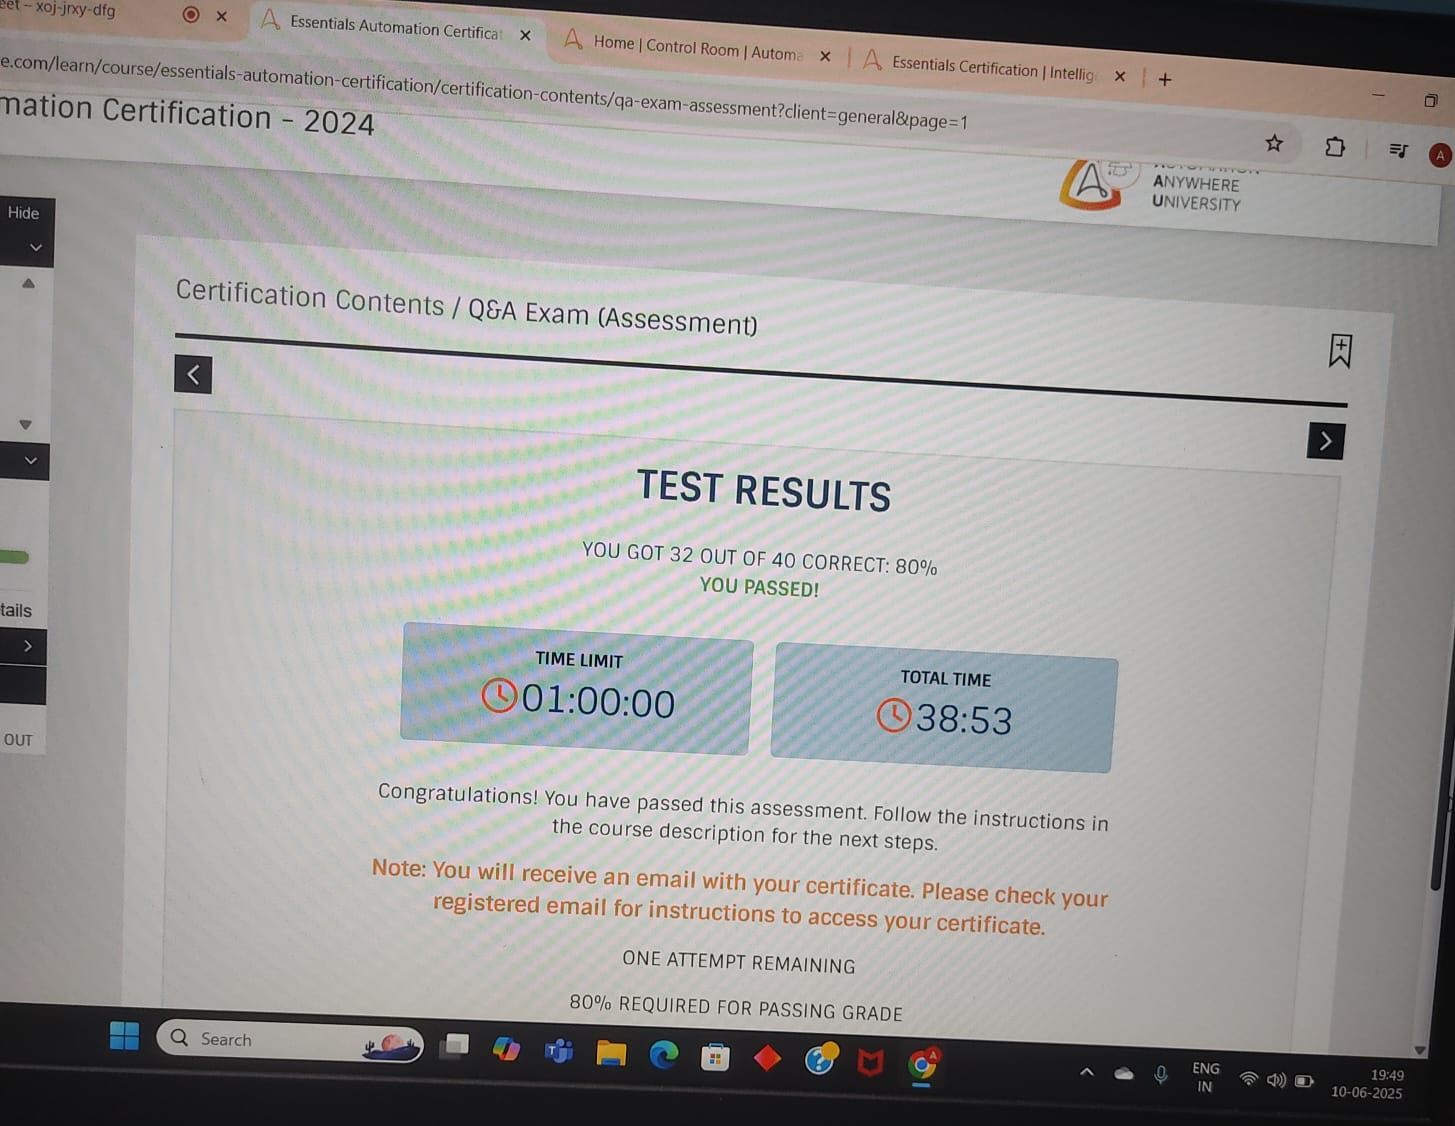 eet – xoj-jrxy-dfg
Essentials Automation Certificat
Home | Control Room | Automa
Essentials Certification | Intellig
e.com/learn/course/essentials-automation-certification/certification-contents/qa-exam-assessment?client=general&page=1
mation Certification - 2024
A
ANYWHERE
UNIVERSITY
Hide
Certification Contents / Q&A Exam (Assessment)
TEST RESULTS
YOU GOT 32 OUT OF 40 CORRECT: 80%
YOU PASSED!
TIME LIMIT
01:00:00
TOTAL TIME
38:53
tails
OUT
Congratulations! You have passed this assessment. Follow the instructions in
the course description for the next steps.
Note: You will receive an email with your certificate. Please check your
registered email for instructions to access your certificate.
ONE ATTEMPT REMAINING
80% REQUIRED FOR PASSING GRADE
Search
ENG
IN
19:49
10-06-2025